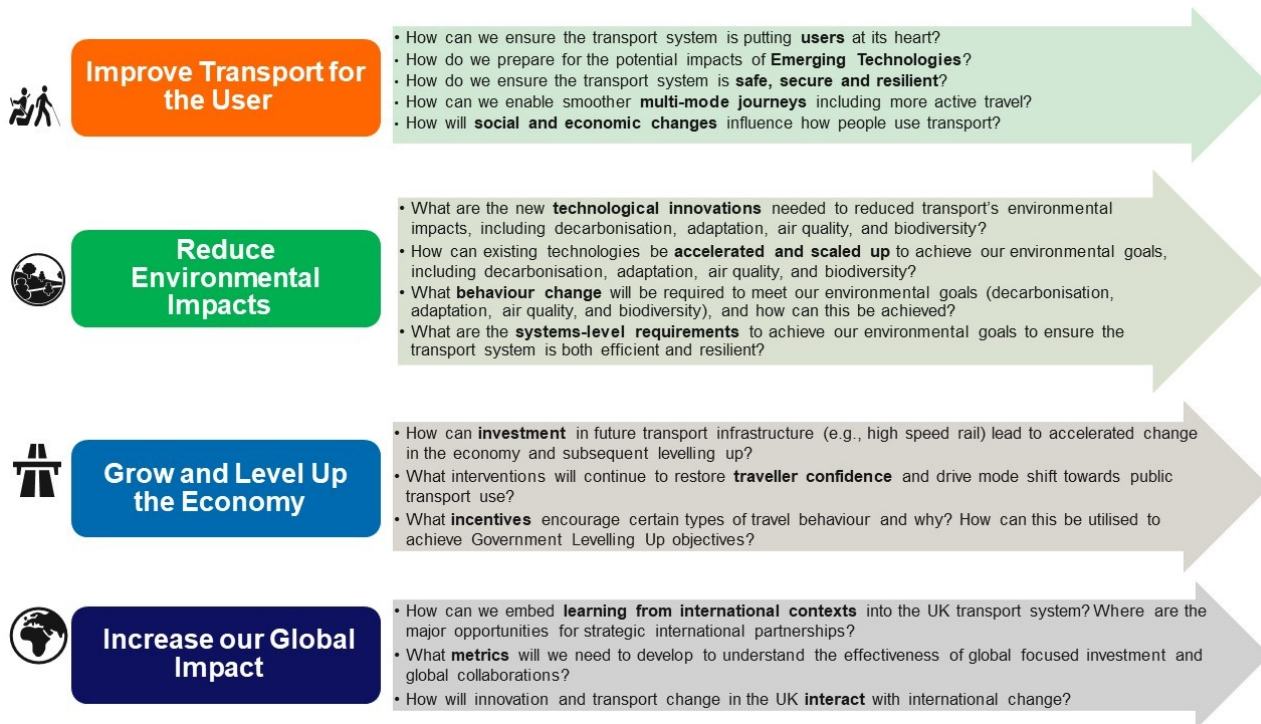 Improve Transport for
the User
• How can we ensure the transport system is putting users at its heart?
• How do we prepare for the potential impacts of Emerging Technologies?
• How do we ensure the transport system is safe, secure and resilient?
• How can we enable smoother multi-mode journeys including more active travel?
• How will social and economic changes influence how people use transport?
Reduce
Environmental
Impacts
• What are the new technological innovations needed to reduced transport's environmental
impacts, including decarbonisation, adaptation, air quality, and biodiversity?
• How can existing technologies be accelerated and scaled up to achieve our environmental goals,
including decarbonisation, adaptation, air quality, and biodiversity?
• What behaviour change will be required to meet our environmental goals (decarbonisation,
adaptation, air quality, and biodiversity), and how can this be achieved?
• What are the systems-level requirements to achieve our environmental goals to ensure the
transport system is both efficient and resilient?
Grow and Level Up
the Economy
• How can investment in future transport infrastructure (e.g., high speed rail) lead to accelerated change
in the economy and subsequent levelling up?
• What interventions will continue to restore traveller confidence and drive mode shift towards public
transport use?
• What incentives encourage certain types of travel behaviour and why? How can this be utilised to
achieve Government Levelling Up objectives?
Increase our Global
Impact
• How can we embed learning from international contexts into the UK transport system? Where are the
major opportunities for strategic international partnerships?
• What metrics will we need to develop to understand the effectiveness of global focused investment and
global collaborations?
• How will innovation and transport change in the UK interact with international change?